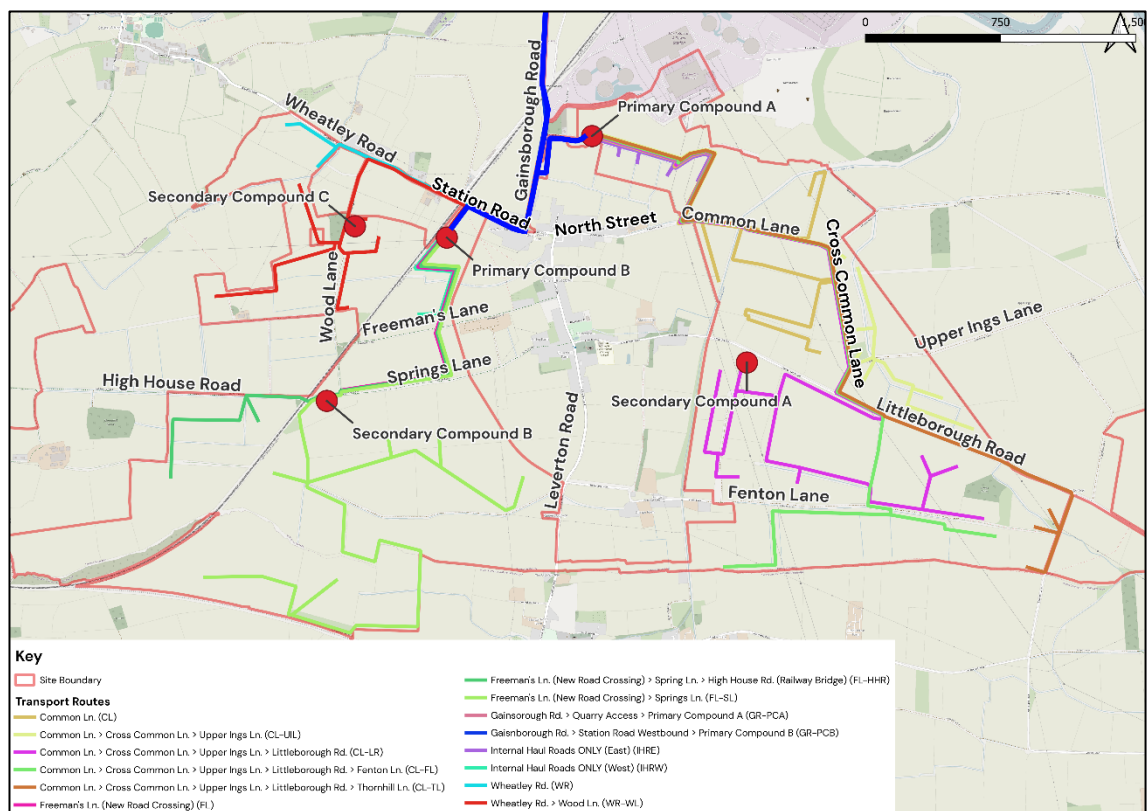 0 750 1,50
Gainsborough Road
Primary Compound A
Wheatley Road
Secondary Compound C
Station Road
North Street
Common Lane
Cross Common Lane
Primary Compound B
Wood Lane
Freeman's Lane
Upper Ings Lane
Springs Lane
High House Road
Secondary Compound A
Secondary Compound B
Littleborough Road
Leverton Road
Fenton Lane
Key
Site Boundary
Transport Routes
Common Ln. (CL)
Common Ln. > Cross Common Ln. > Upper Ings Ln. (CL-UIL)
Common Ln. > Cross Common Ln. > Upper Ings Ln. > Littleborough Rd. (CL-LR)
Common Ln. > Cross Common Ln. > Upper Ings Ln. > Littleborough Rd. > Fenton Ln. (CL-FL)
Common Ln. > Cross Common Ln. > Upper Ings Ln. > Littleborough Rd. > Thornhill Ln. (CL-TL)
Freeman's Ln. (New Road Crossing) (FL)
Freeman's Ln. (New Road Crossing) > Spring Ln. > High House Rd. (Railway Bridge) (FL-HHR)
Freeman's Ln. (New Road Crossing) > Springs Ln. (FL-SL)
Gainsorough Rd. > Quarry Access > Primary Compound A (GR-PCA)
Gaisnborough Rd. > Station Road Westbound > Primary Compound B (GR-PCB)
Internal Haul Roads ONLY (East) (IHRE)
Internal Haul Roads ONLY (West) (IHRW)
Wheatley Rd. (WR)
Wheatley Rd. > Wood Ln. (WR-WL)